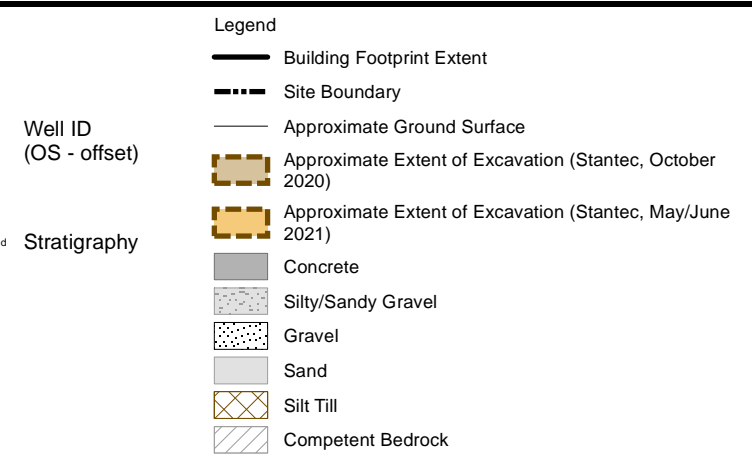 Legend
Building Footprint Extent
Site Boundary
Well ID
(OS - offset)
Approximate Ground Surface
Approximate Extent of Excavation (Stantec, October
2020)
Approximate Extent of Excavation (Stantec, May/June
2021)
d
Stratigraphy
Concrete
Silty/Sandy Gravel
Gravel
Sand
Silt Till
Competent Bedrock